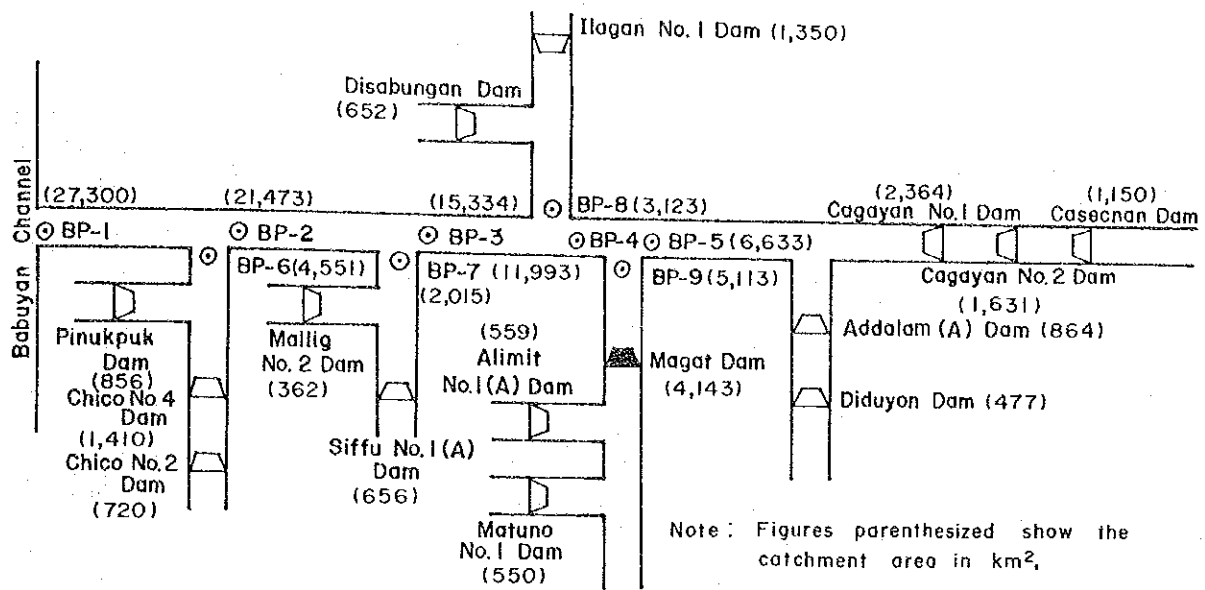 Ilagan No. 1 Dam (1,350)
Disabungan Dam
(652)
Babuyan Channel
(27,300)
(21,473)
(15,334)
BP-8 (3,123)
(2,364)
Cagayan No. 1 Dam
(1,150)
Casecnan Dam
BP-1
BP-2
BP-3
BP-4
BP-5 (6,633)
BP-6 (4,551)
BP-7 (11,993)
(2,015)
BP-9 (5,113)
Cagayan No. 2 Dam
(1,631)
Pinukpuk
Dam
(856)
Chico No 4
Dam
(1,410)
Chico No. 2
Dam
(720)
Mallig
No. 2 Dam
(362)
Siffu No. 1 (A)
Dam
(656)
(559)
Alimit
No. 1 (A) Dam
Magat Dam
(4,143)
Addalam (A) Dam (864)
Diduyon Dam (477)
Matuno
No. 1 Dam
(550)
Note : Figures parenthesized show the
catchment area in km².